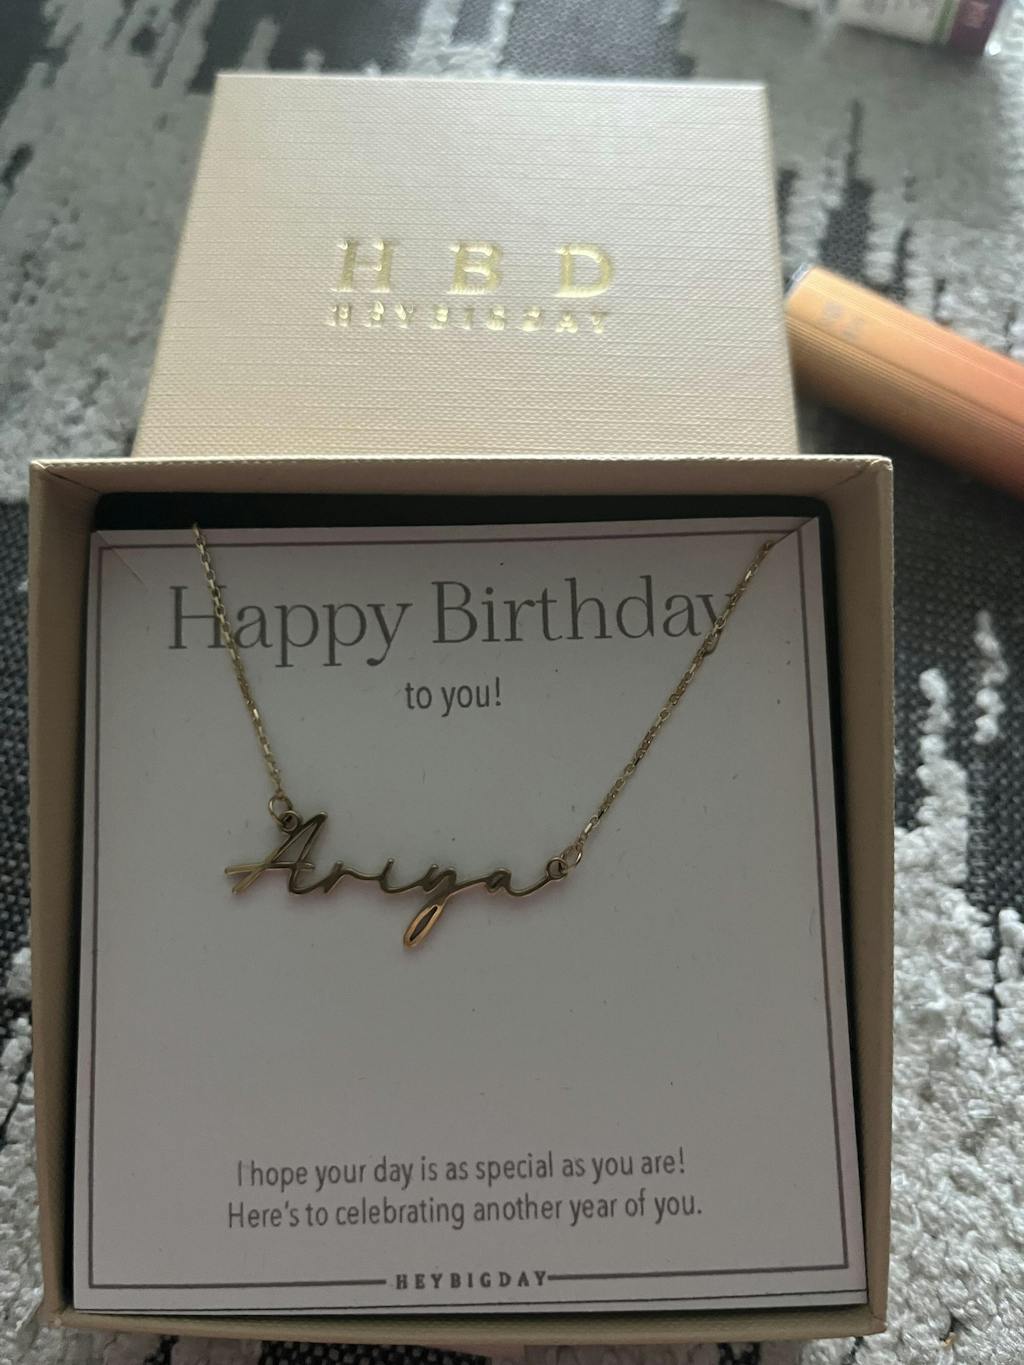 H B D
HEYBIGDAY
Happy Birthday
to you!
Ariya
I hope your day is as special as you are!
Here's to celebrating another year of you.
HEYBIGDAY